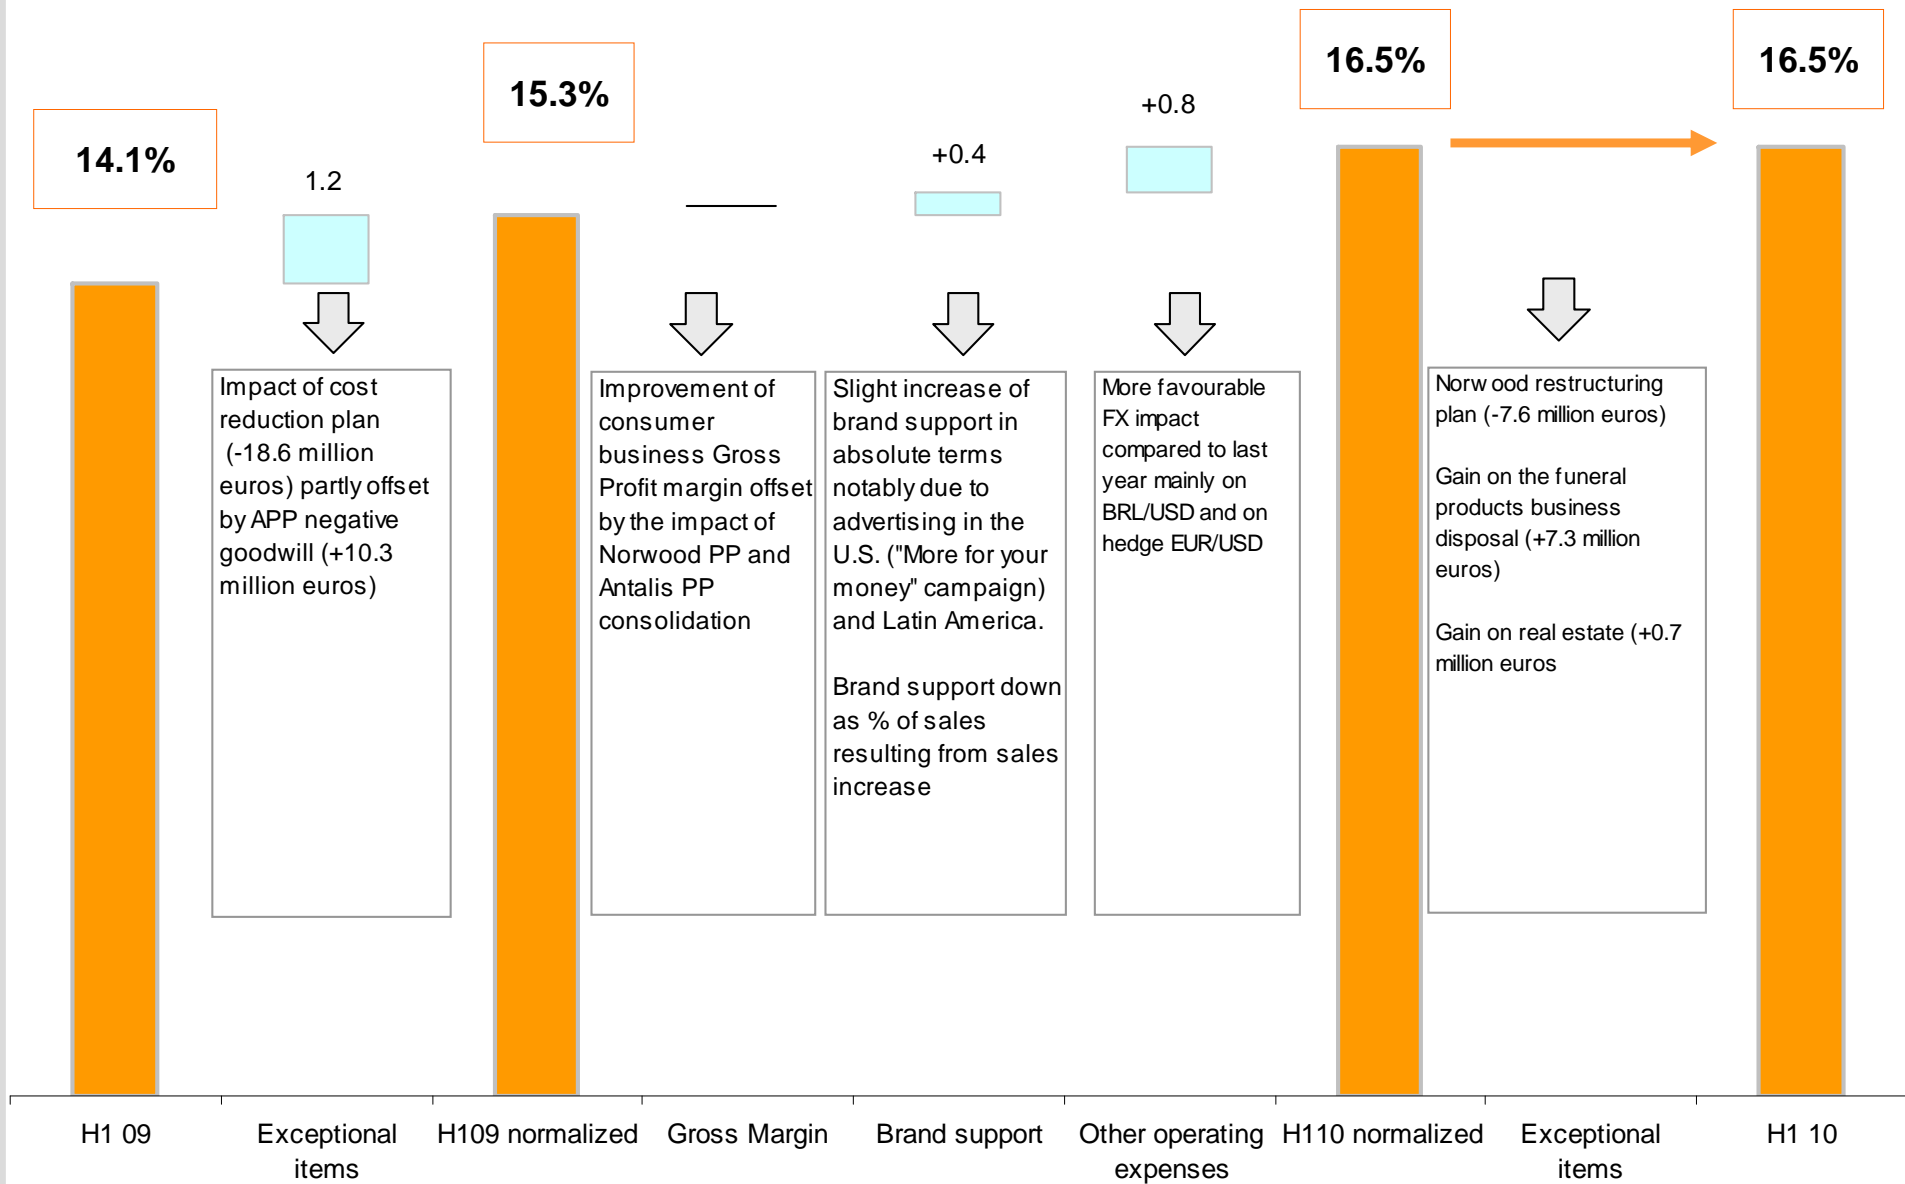 14.1%
1.2
15.3%
+0.4
+0.8
16.5%
16.5%
Impact of cost
reduction plan
(-18.6 million
euros) partly offset
by APP negative
goodwill (+10.3
million euros)
Improvement of
consumer
business Gross
Profit margin offset
by the impact of
Norwood PP and
Antalis PP
consolidation
Slight increase of
brand support in
absolute terms
notably due to
advertising in the
U.S. ("More for your
money" campaign)
and Latin America.
Brand support down
as % of sales
resulting from sales
increase
More favourable
FX impact
compared to last
year mainly on
BRL/USD and on
hedge EUR/USD
Norwood restructuring
plan (-7.6 million euros)
Gain on the funeral
products business
disposal (+7.3 million
euros)
Gain on real estate (+0.7
million euros
H1 09
Exceptional
items
H109 normalized
Gross Margin
Brand support
Other operating
expenses
H110 normalized
Exceptional
items
H1 10